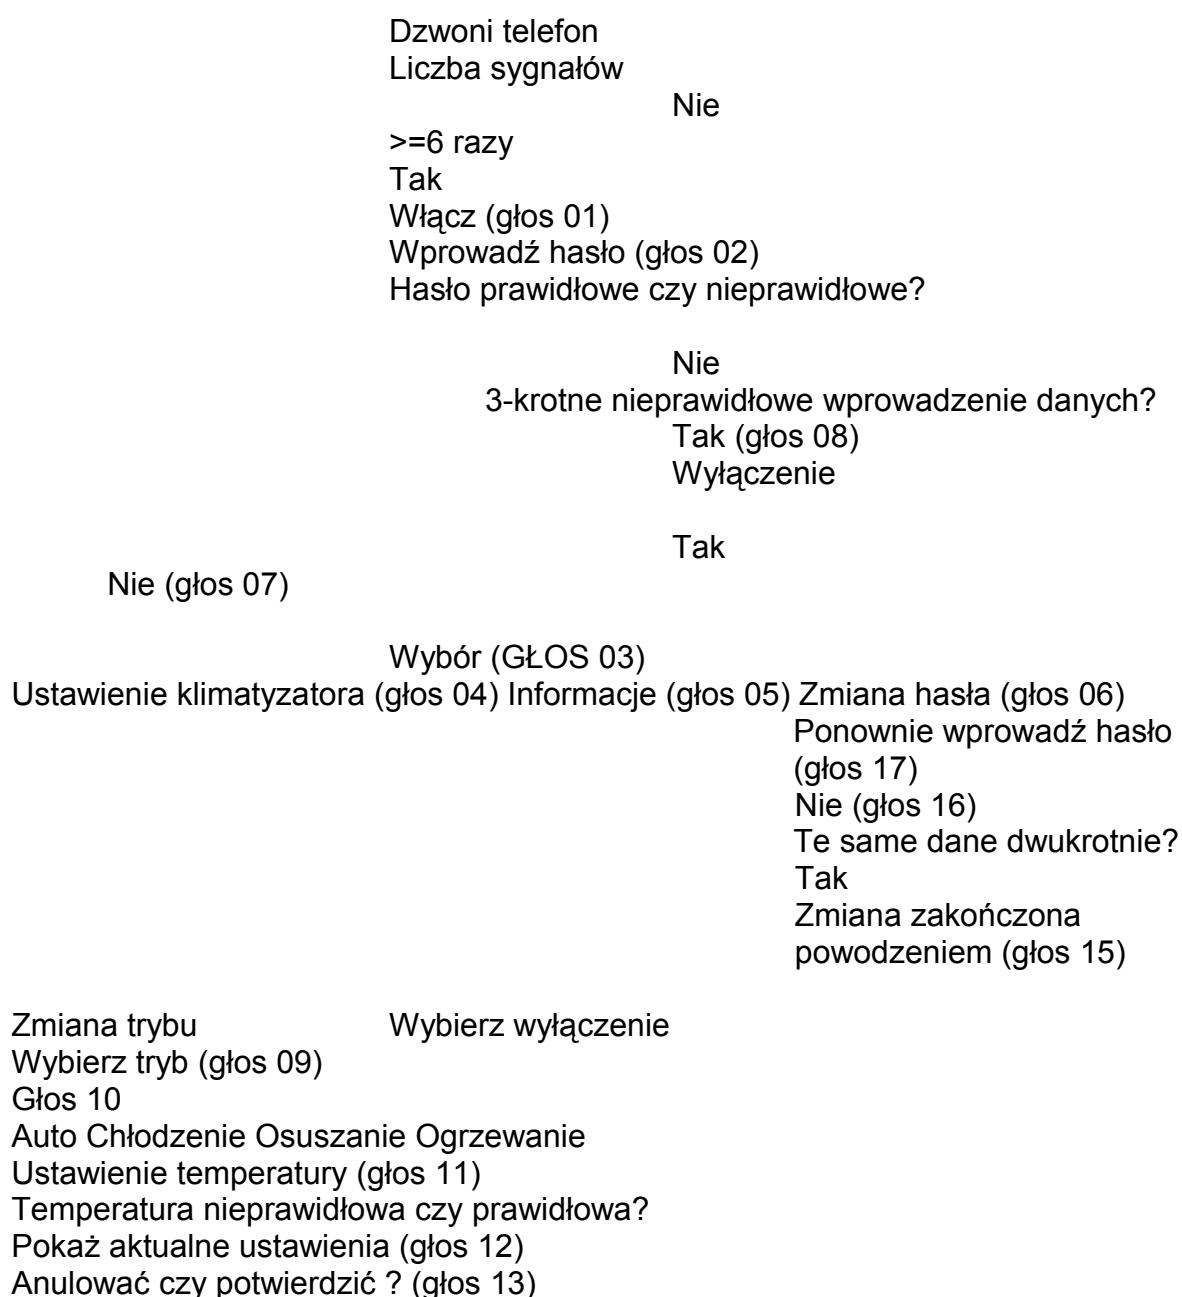 Dzwoni telefon
Liczba sygnałów
Nie
>=6 razy
Tak
Włącz (głos 01)
Wprowadź hasło (głos 02)
Hasło prawidłowe czy nieprawidłowe?
Nie
3-krotne nieprawidłowe wprowadzenie danych?
Tak (głos 08)
Wyłączenie
Tak
Nie (głos 07)
Wybór (GŁOS 03)
Ustawienie klimatyzatora (głos 04) Informacje (głos 05) Zmiana hasła (głos 06)
Ponownie wprowadź hasło
(głos 17)
Nie (głos 16)
Te same dane dwukrotnie?
Tak
Zmiana zakończona
powodzeniem (głos 15)
Zmiana trybu Wybierz wyłączenie
Wybierz tryb (głos 09)
Głos 10
Auto Chłodzenie Osuszanie Ogrzewanie
Ustawienie temperatury (głos 11)
Temperatura nieprawidłowa czy prawidłowa?
Pokaż aktualne ustawienia (głos 12)
Anulować czy potwierdzić ? (głos 13)